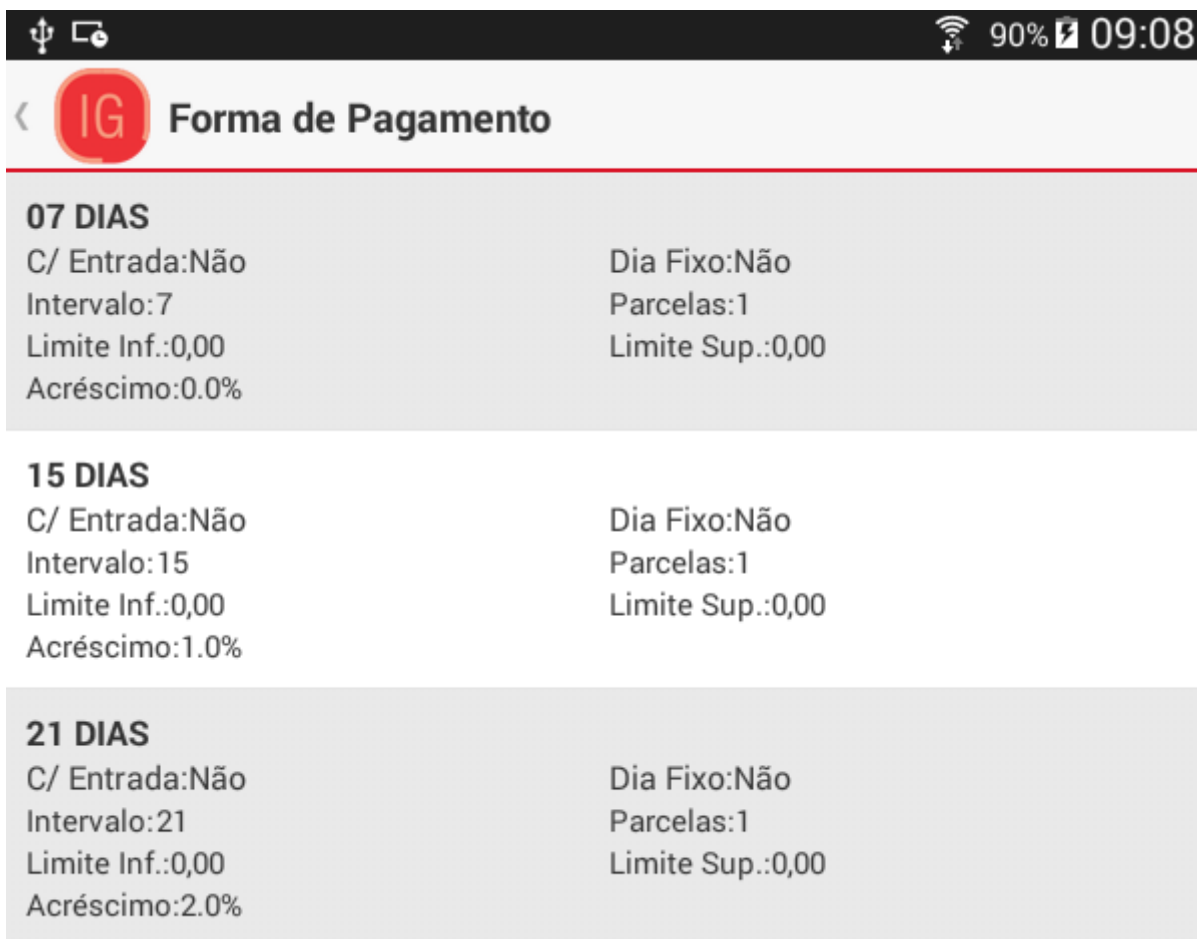 90% 09:08
IG Forma de Pagamento
07 DIAS
C/ Entrada:Não Dia Fixo:Não
Intervalo:7 Parcelas:1
Limite Inf.:0,00 Limite Sup.:0,00
Acréscimo:0.0%
15 DIAS
C/ Entrada:Não Dia Fixo:Não
Intervalo:15 Parcelas:1
Limite Inf.:0,00 Limite Sup.:0,00
Acréscimo:1.0%
21 DIAS
C/ Entrada:Não Dia Fixo:Não
Intervalo:21 Parcelas:1
Limite Inf.:0,00 Limite Sup.:0,00
Acréscimo:2.0%